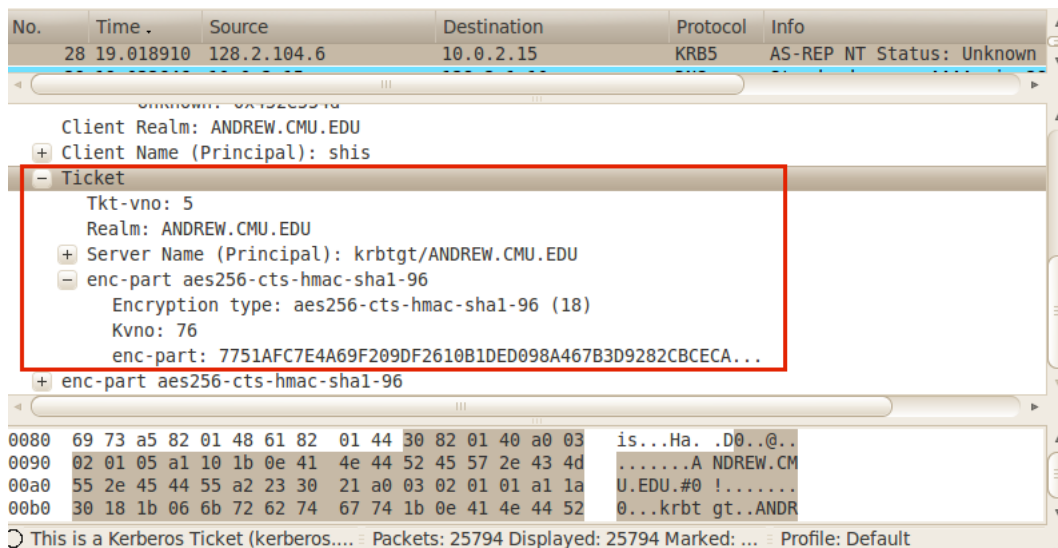 No. Time Source Destination Protocol Info
28 19.018910 128.2.104.6 10.0.2.15 KRB5 AS-REP NT Status: Unknown
Client Realm: ANDREW.CMU.EDU
Client Name (Principal): shis
Ticket
Tkt-vno: 5
Realm: ANDREW.CMU.EDU
Server Name (Principal): krbtgt/ANDREW.CMU.EDU
enc-part aes256-cts-hmac-sha1-96
Encryption type: aes256-cts-hmac-sha1-96 (18)
Kvno: 76
enc-part: 7751AFC7E4A69F209DF2610B1DED098A467B3D9282CBCECA...
enc-part aes256-cts-hmac-sha1-96
0080 69 73 a5 82 01 48 61 82 01 44 30 82 01 40 a0 03 is...Ha. .D0..@..
0090 02 01 05 a1 10 1b 0e 41 4e 44 52 45 57 2e 43 4d .......A NDREW.CM
00a0 55 2e 45 44 55 a2 23 30 21 a0 03 02 01 01 a1 1a U.EDU.#0 !.......
00b0 30 18 1b 06 6b 72 62 74 67 74 1b 0e 41 4e 44 52 0...krbt gt..ANDR
This is a Kerberos Ticket (kerberos.... Packets: 25794 Displayed: 25794 Marked: ... Profile: Default